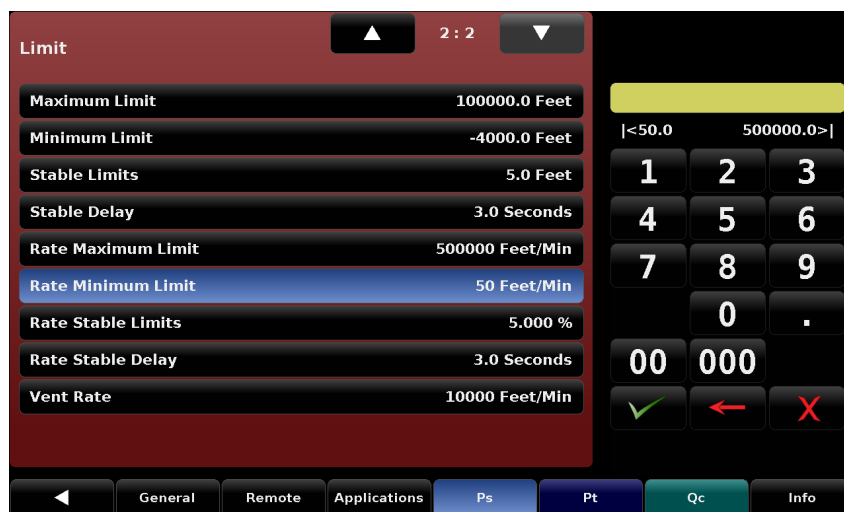 Limit
2 : 2
Maximum Limit 100000.0 Feet
Minimum Limit -4000.0 Feet
Stable Limits 5.0 Feet
Stable Delay 3.0 Seconds
Rate Maximum Limit 500000 Feet/Min
Rate Minimum Limit 50 Feet/Min
Rate Stable Limits 5.000 %
Rate Stable Delay 3.0 Seconds
Vent Rate 10000 Feet/Min
|<50.0 500000.0>|
1 2 3
4 5 6
7 8 9
0 .
00 000
X
General Remote Applications Ps Pt Qc Info